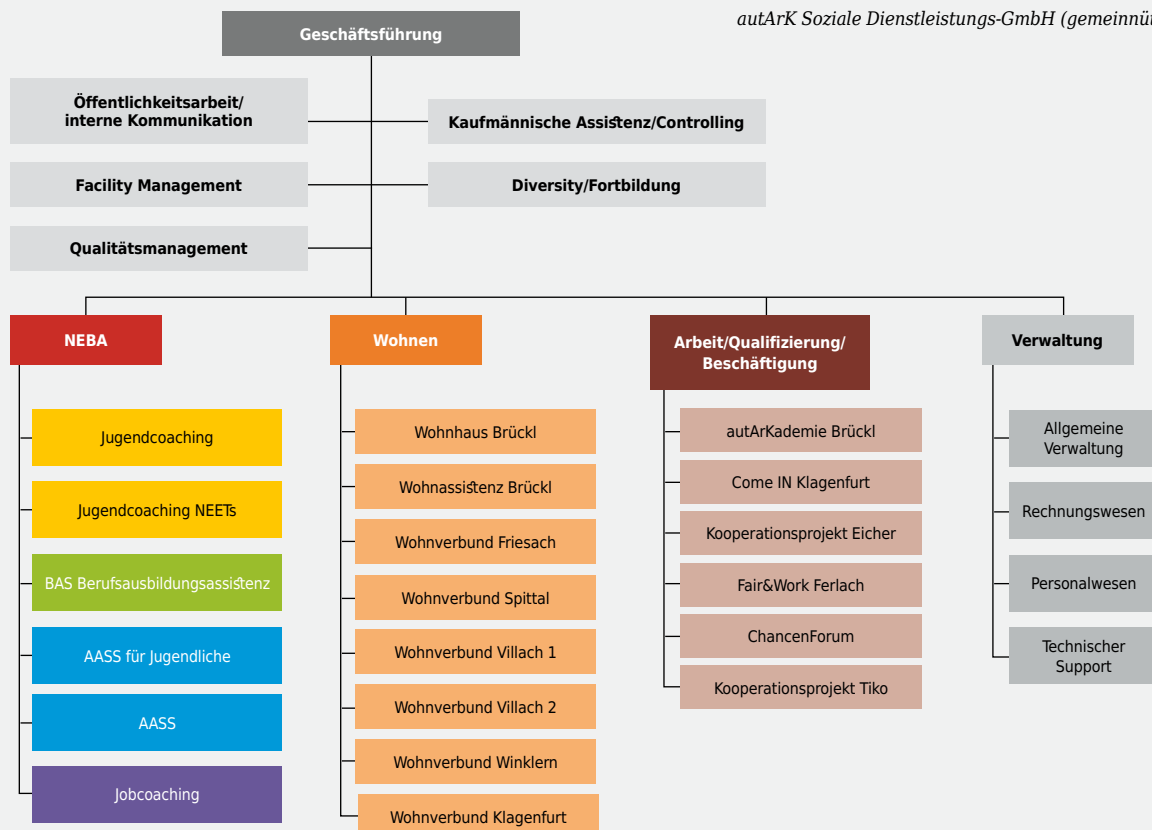 autArK Soziale Dienstleistungs-GmbH
Geschäftsführung
Öffentlichkeitsarbeit/
interne Kommunikation
Kaufmännische Assistenz/Controlling
Facility Management
Diversity/Fortbildung
Qualitätsmanagement
NEBA
Jugendcoaching
Jugendcoaching NEETs
BAS Berufsausbildungsassistenz
AASS für Jugendliche
AASS
Jobcoaching
Wohnen
Wohnhaus Brückl
Wohnassistenz Brückl
Wohnverbund Friesach
Wohnverbund Spittal
Wohnverbund Villach 1
Wohnverbund Villach 2
Wohnverbund Winklern
Wohnverbund Klagenfurt
Arbeit/Qualifizierung/
Beschäftigung
autArKademie Brückl
Come IN Klagenfurt
Kooperationsprojekt Eicher
Fair&Work Ferlach
ChancenForum
Kooperationsprojekt Tiko
Verwaltung
Allgemeine
Verwaltung
Rechnungswesen
Personalwesen
Technischer
Support